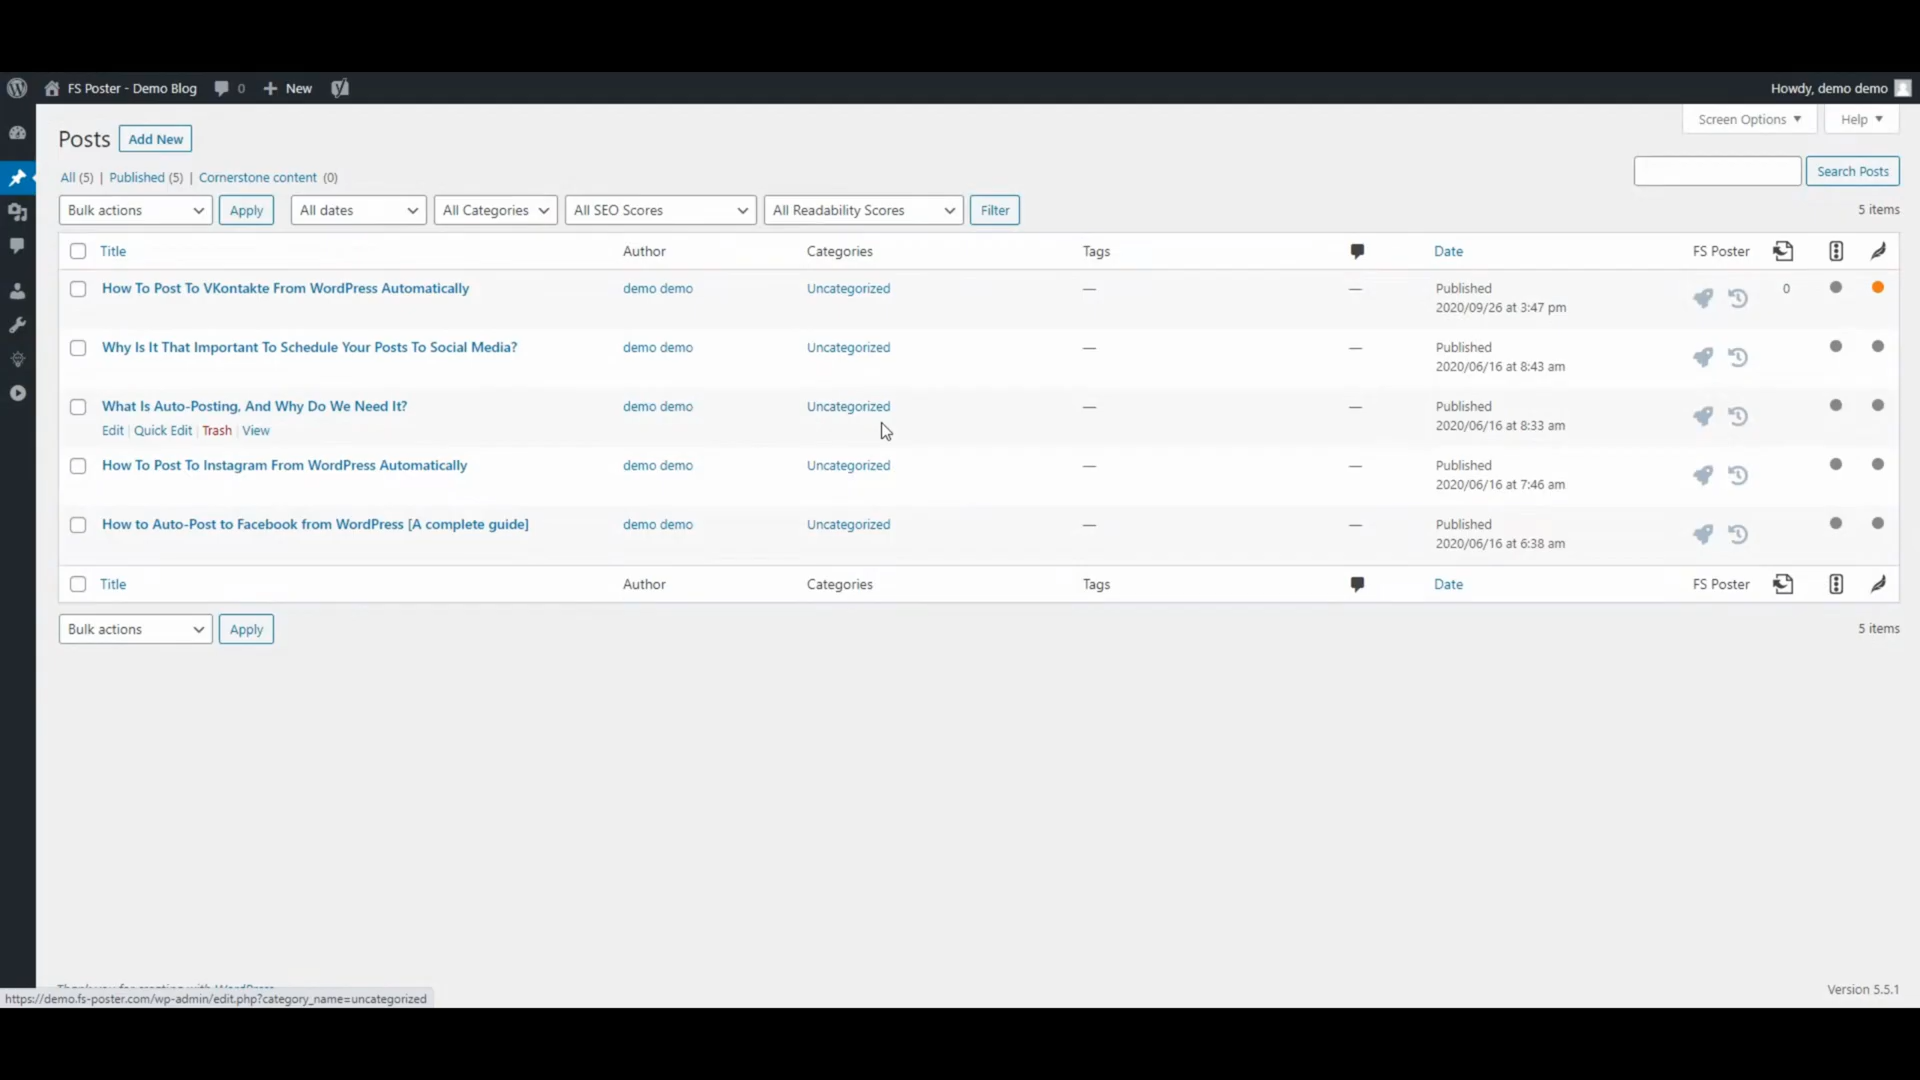 FS Poster - Demo Blog 0 New Howdy, demo demo
Screen Options Help
Posts Add New
All (5) | Published (5) | Cornerstone content (0) Search Posts
Bulk actions Apply All dates All Categories All SEO Scores All Readability Scores Filter 5 items
Title Author Categories Tags Date FS Poster
How To Post To VKontakte From WordPress Automatically demo demo Uncategorized — — Published 0
2020/09/26 at 3:47 pm
Why Is It That Important To Schedule Your Posts To Social Media? demo demo Uncategorized — — Published
2020/06/16 at 8:43 am
What Is Auto-Posting, And Why Do We Need It? demo demo Uncategorized — — Published
Edit | Quick Edit | Trash | View 2020/06/16 at 8:33 am
How To Post To Instagram From WordPress Automatically demo demo Uncategorized — — Published
2020/06/16 at 7:46 am
How to Auto-Post to Facebook from WordPress [A complete guide] demo demo Uncategorized — — Published
2020/06/16 at 6:38 am
Title Author Categories Tags Date FS Poster
Bulk actions Apply 5 items
Thank you for creating with WordPress Version 5.5.1
https://demo.fs-poster.com/wp-admin/edit.php?category_name=uncategorized